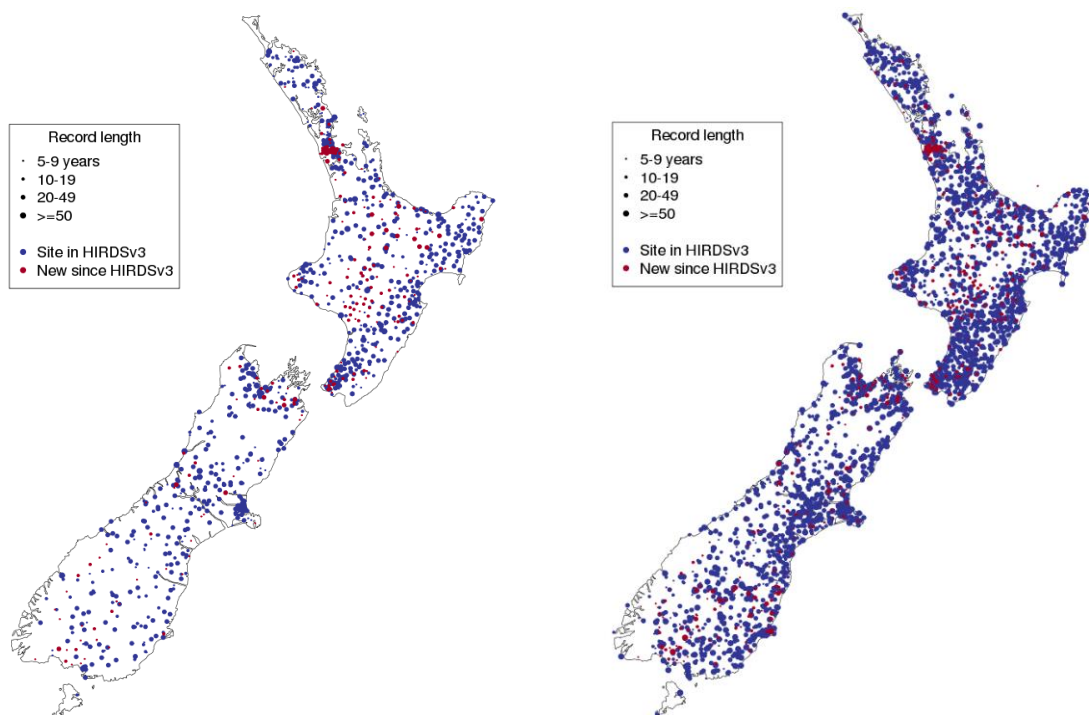 Record length
5-9 years
10-19
20-49
>=50
Site in HIRDSv3
New since HIRDSv3
Record length
5-9 years
10-19
20-49
>=50
Site in HIRDSv3
New since HIRDSv3